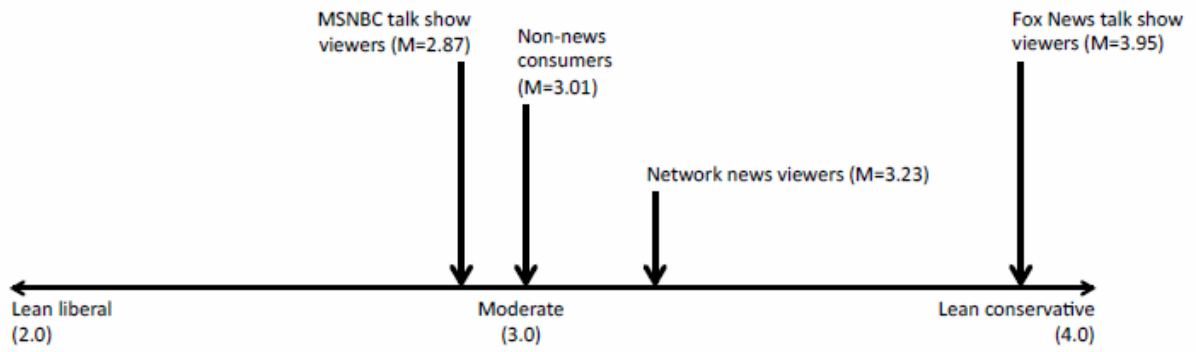 MSNBC talk show
viewers (M=2.87)
Non-news
consumers
(M=3.01)
Fox News talk show
viewers (M=3.95)
Network news viewers (M=3.23)
Lean liberal
(2.0)
Moderate
(3.0)
Lean conservative
(4.0)